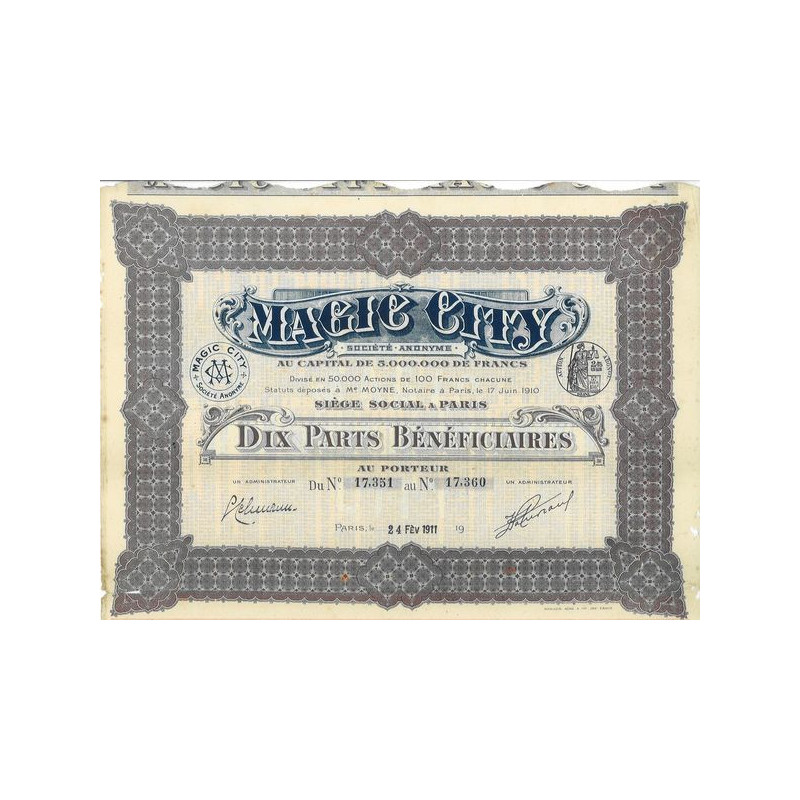 MAGIC CITY
SOCIÉTÉ ANONYME
AU CAPITAL DE 5.000.000 DE FRANCS
DIVISÉ EN 50.000 ACTIONS DE 100 FRANCS CHACUNE
Statuts déposés à Me MOYNE, Notaire à Paris, le 17 Juin 1910
SIÈGE SOCIAL A PARIS
MAGIC CITY
SOCIÉTÉ ANONYME
DIX PARTS BÉNÉFICIAIRES
AU PORTEUR
UN ADMINISTRATEUR
Du No 17.351 au No 17.360
UN ADMINISTRATEUR
PARIS, le 24 FÉV 1911 19